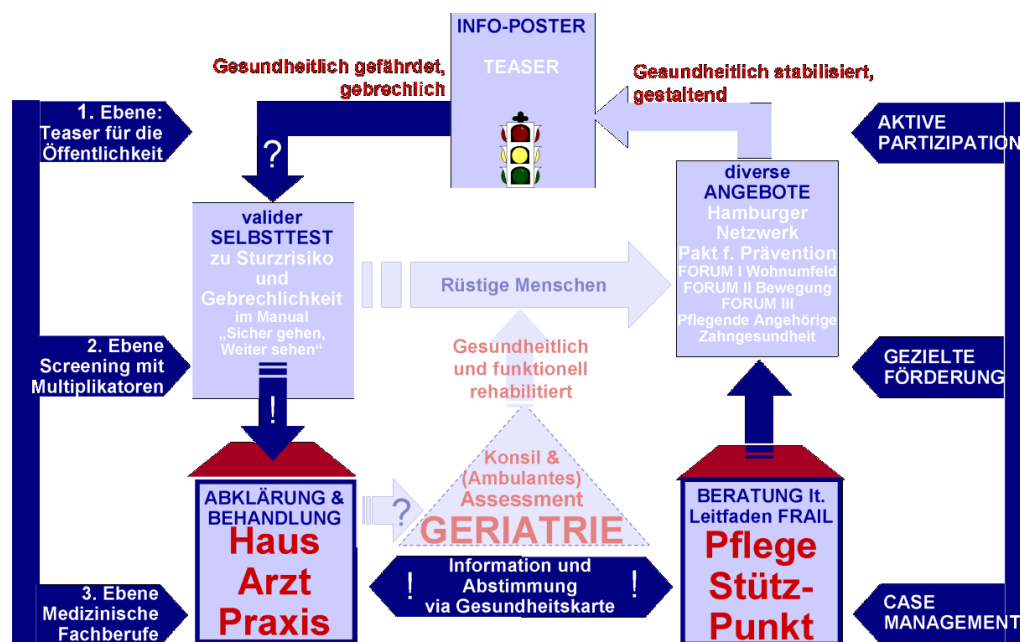 INFO-POSTER
TEASER
Gesundheitlich gefährdet,
gebrechlich
Gesundheitlich stabilisiert,
gestaltend
1. Ebene:
Teaser für die
Öffentlichkeit
?
AKTIVE
PARTIZIPATION
valider
SELBSTTEST
zu Sturzrisiko
und
Gebrechlichkeit
im Manual
„Sicher gehen,
Weiter sehen“
Rüstige Menschen
diverse
ANGEBOTE
Hamburger
Netzwerk
Pakt f. Prävention
FORUM I Wohnumfeld
FORUM II Bewegung
FORUM III
Pflegende Angehörige
Zahngesundheit
2. Ebene
Screening mit
Multiplikatoren
Gesundheitlich
und funktionell
rehabilitiert
GEZIELTE
FÖRDERUNG
!
ABKLÄRUNG &
BEHANDLUNG
Haus
Arzt
Praxis
?
Konsil &
(Ambulantes)
Assessment
GERIATRIE
BERATUNG lt.
Leitfaden FRAIL
Pflege
Stütz-
Punkt
!
Information und
Abstimmung
via Gesundheitskarte
!
3. Ebene
Medizinische
Fachberufe
CASE
MANAGEMENT